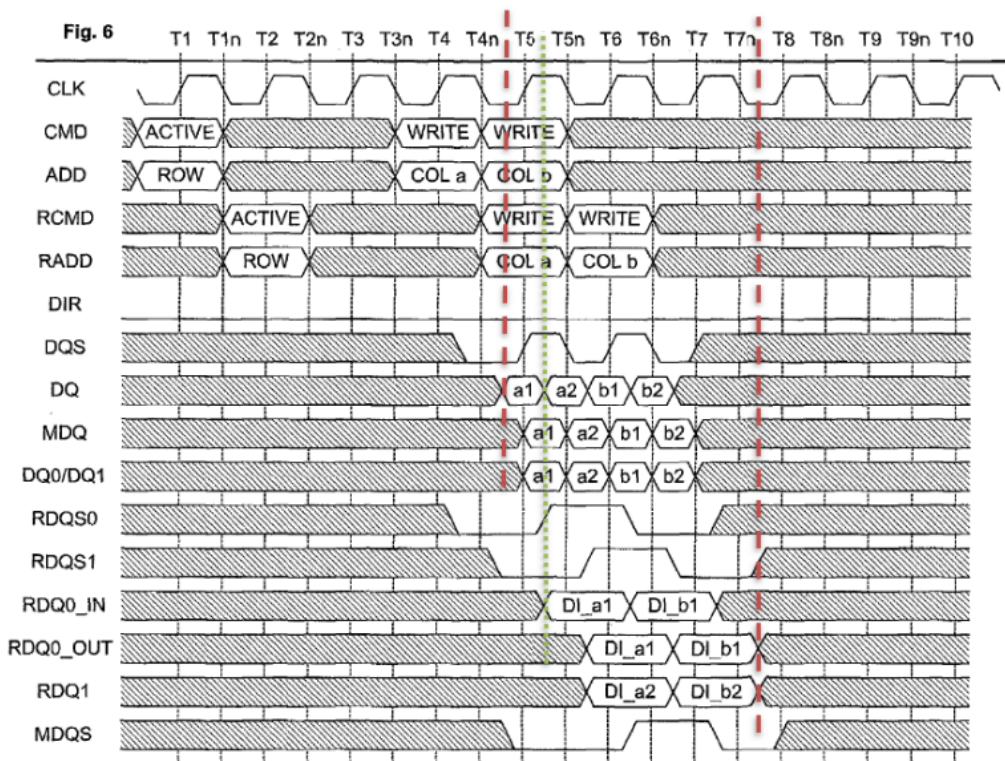 Fig. 6
T1 T1n T2 T2n T3 T3n T4 T4n T5 T5n T6 T6n T7 T7n T8 T8n T9 T9n T10
CLK
CMD ACTIVE WRITE WRITE
ADD ROW COL a COL b
RCMD ACTIVE WRITE WRITE
RADD ROW COL a COL b
DIR
DQS
DQ a1 a2 b1 b2
MDQ a1 a2 b1 b2
DQ0/DQ1 a1 a2 b1 b2
RDQS0
RDQS1
RDQ0_IN DI_a1 DI_b1
RDQ0_OUT DI_a1 DI_b1
RDQ1 DI_a2 DI_b2
MDQS